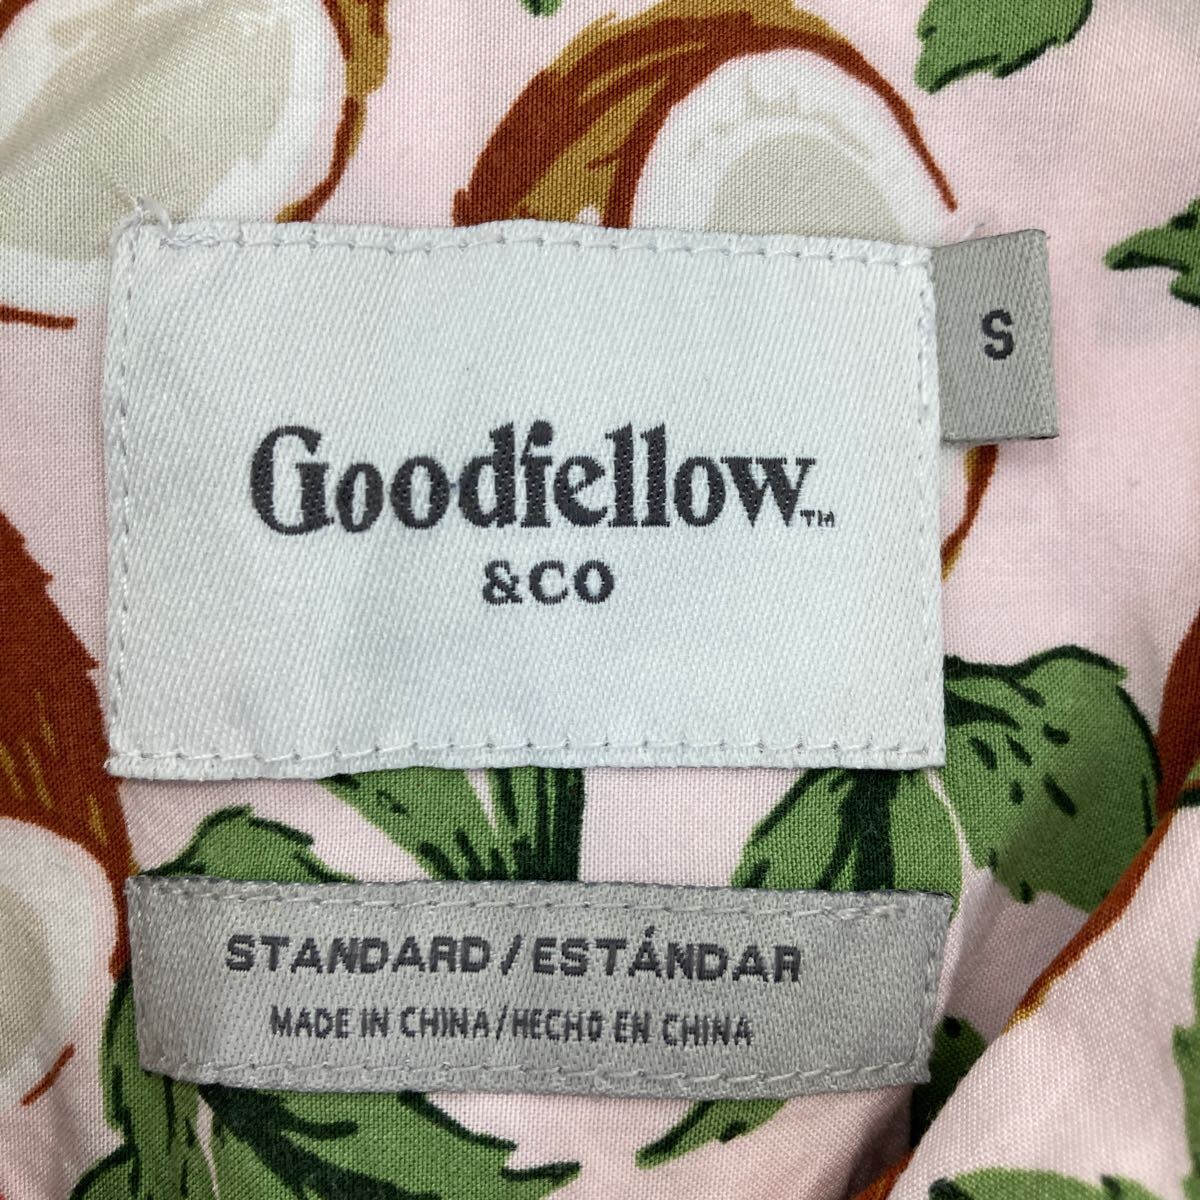 Goodfellow™
&CO
S
STANDARD/ESTÁNDAR
MADE IN CHINA/HECHO EN CHINA